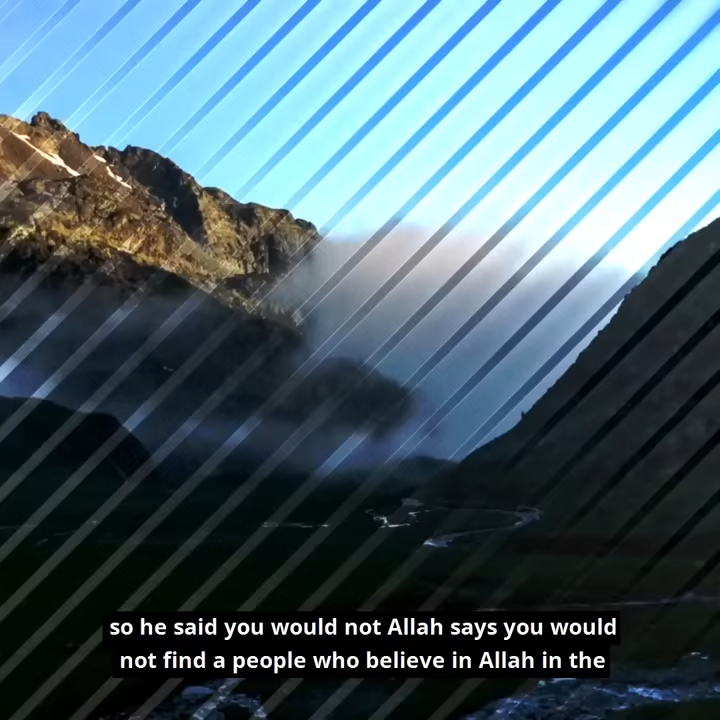 so he said you would not Allah says you would
not find a people who believe in Allah in the